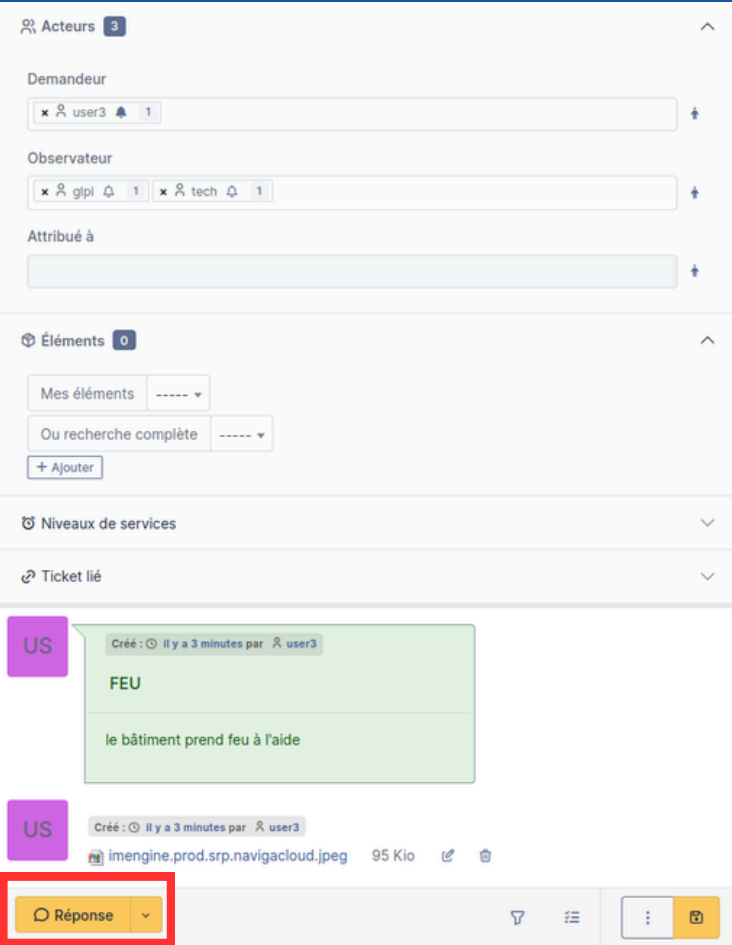 Acteurs 3
Demandeur
× user3 1
Observateur
× glpi 1 × tech 1
Attribué à
Éléments 0
Mes éléments -----
Ou recherche complète -----
+ Ajouter
Niveaux de services
Ticket lié
US
Créé : il y a 3 minutes par user3
FEU
le bâtiment prend feu à l'aide
US
Créé : il y a 3 minutes par user3
imengine.prod.srp.navigacloud.jpeg 95 Kio
Réponse